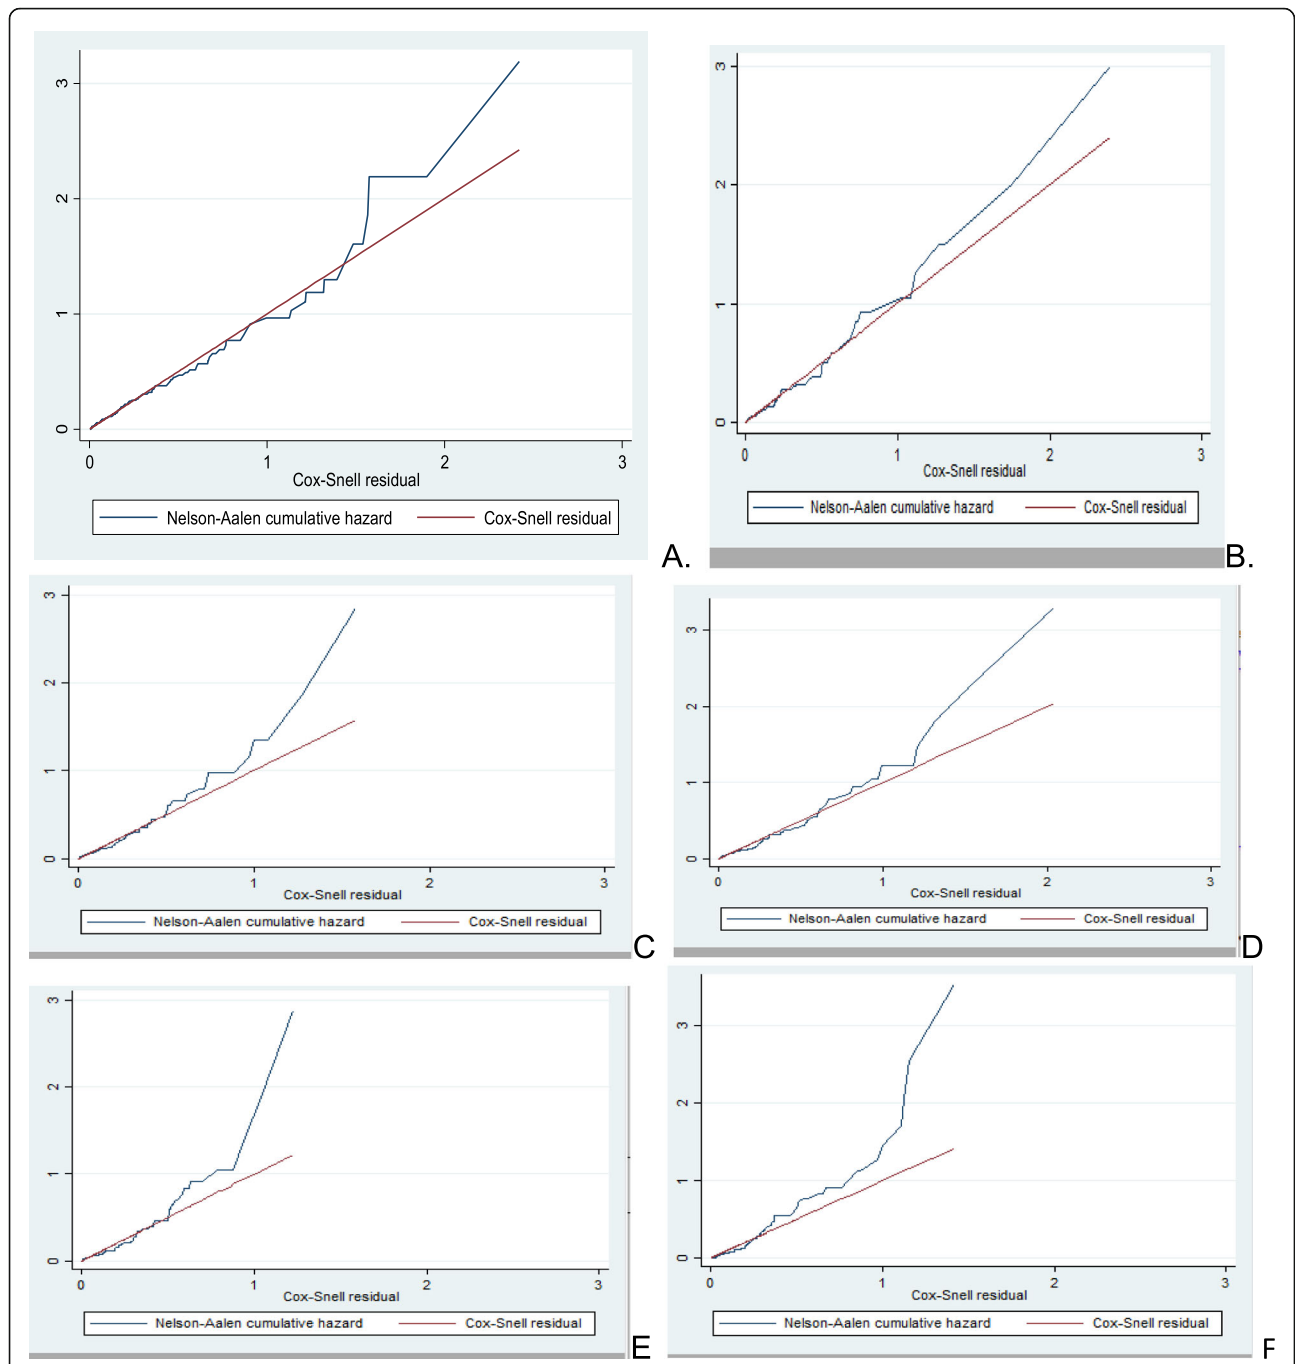 3
2
1
0
0 1 2 3
Cox-Snell residual
Nelson-Aalen cumulative hazard Cox-Snell residual
A.
3
2
1
0
0 1 2 3
Cox-Snell residual
Nelson-Aalen cumulative hazard Cox-Snell residual
B.
3
2
1
0
0 1 2 3
Cox-Snell residual
Nelson-Aalen cumulative hazard Cox-Snell residual
C
3
2
1
0
0 1 2 3
Cox-Snell residual
Nelson-Aalen cumulative hazard Cox-Snell residual
D
3
2
1
0
0 1 2 3
Cox-Snell residual
Nelson-Aalen cumulative hazard Cox-Snell residual
E
3
2
1
0
0 1 2 3
Cox-Snell residual
Nelson-Aalen cumulative hazard Cox-Snell residual
F